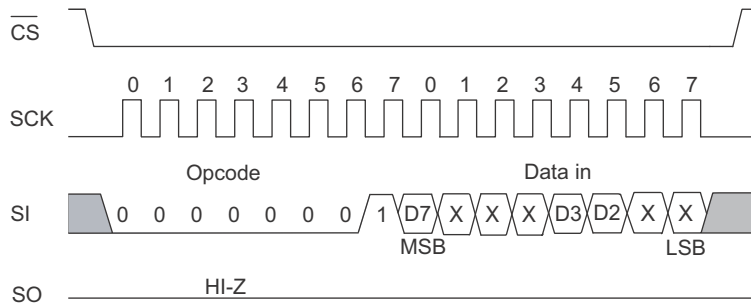 CS
0 1 2 3 4 5 6 7 0 1 2 3 4 5 6 7
SCK
Opcode Data in
SI 0 0 0 0 0 0 0 1 D7 X X X D3 D2 X X
MSB LSB
HI-Z
SO